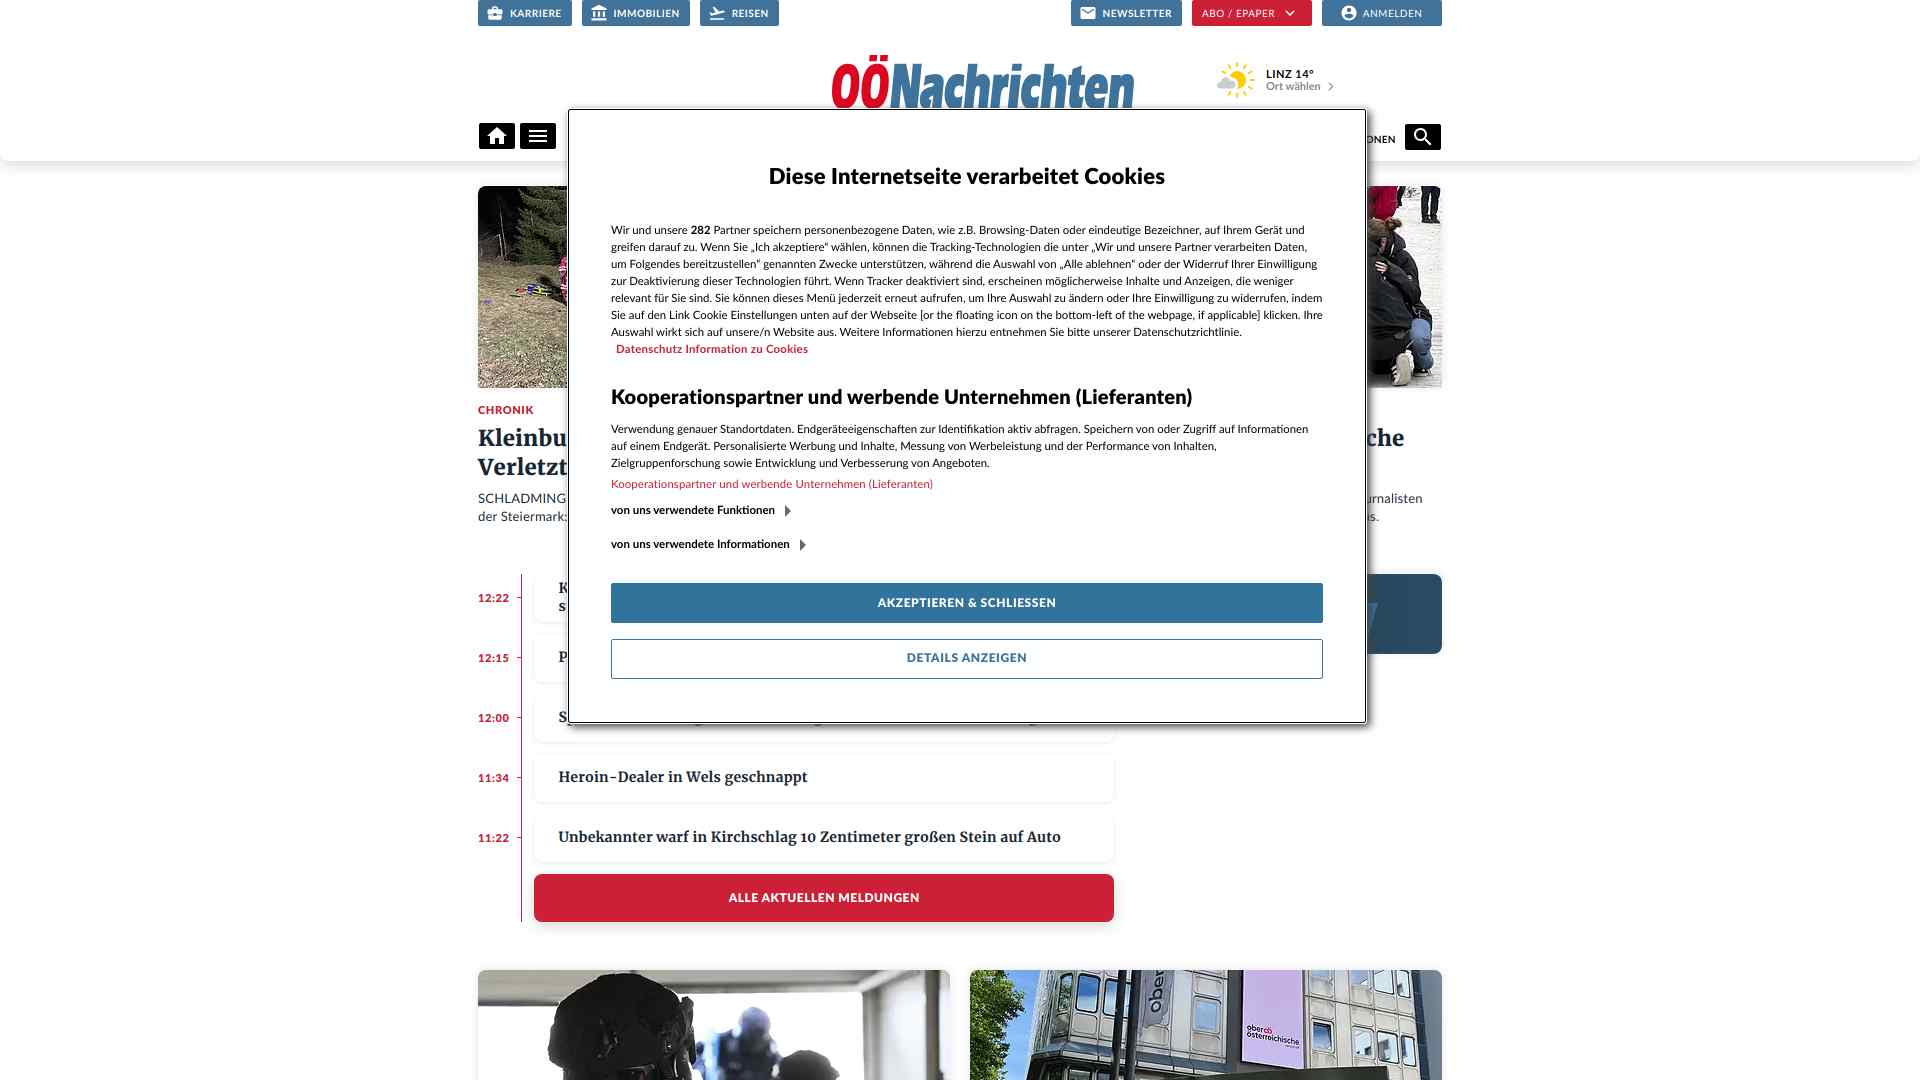 KARRIERE
IMMOBILIEN
REISEN
NEWSLETTER
ABO / EPAPER
ANMELDEN
OÖNachrichten
LINZ 14°
Ort wählen
Diese Internetseite verarbeitet Cookies
Wir und unsere 282 Partner speichern personenbezogene Daten, wie z.B. Browsing-Daten oder eindeutige Bezeichner, auf Ihrem Gerät und
greifen darauf zu. Wenn Sie „Ich akzeptiere“ wählen, können die Tracking-Technologien die unter „Wir und unsere Partner verarbeiten Daten,
um Folgendes bereitzustellen“ genannten Zwecke unterstützen, während die Auswahl von „Alle ablehnen“ oder der Widerruf Ihrer Einwilligung
zur Deaktivierung dieser Technologien führt. Wenn Tracker deaktiviert sind, erscheinen möglicherweise Inhalte und Anzeigen, die weniger
relevant für Sie sind. Sie können dieses Menü jederzeit erneut aufrufen, um Ihre Auswahl zu ändern oder Ihre Einwilligung zu widerrufen, indem
Sie auf den Link Cookie Einstellungen unten auf der Webseite [or the floating icon on the bottom-left of the webpage, if applicable] klicken. Ihre
Auswahl wirkt sich auf unsere/n Website aus. Weitere Informationen hierzu entnehmen Sie bitte unserer Datenschutzrichtlinie.
Datenschutz Information zu Cookies
Kooperationspartner und werbende Unternehmen (Lieferanten)
Verwendung genauer Standortdaten. Endgeräteeigenschaften zur Identifikation aktiv abfragen. Speichern von oder Zugriff auf Informationen
auf einem Endgerät. Personalisierte Werbung und Inhalte, Messung von Werbeleistung und der Performance von Inhalten,
Zielgruppenforschung sowie Entwicklung und Verbesserung von Angeboten.
Kooperationspartner und werbende Unternehmen (Lieferanten)
von uns verwendete Funktionen
von uns verwendete Informationen
AKZEPTIEREN & SCHLIESSEN
DETAILS ANZEIGEN
CHRONIK
Kleinbu
Verletzt
SCHLADMING
der Steiermark:
12:22
12:15
12:00
11:34
Heroin-Dealer in Wels geschnappt
11:22
Unbekannter warf in Kirchschlag 10 Zentimeter großen Stein auf Auto
ALLE AKTUELLEN MELDUNGEN